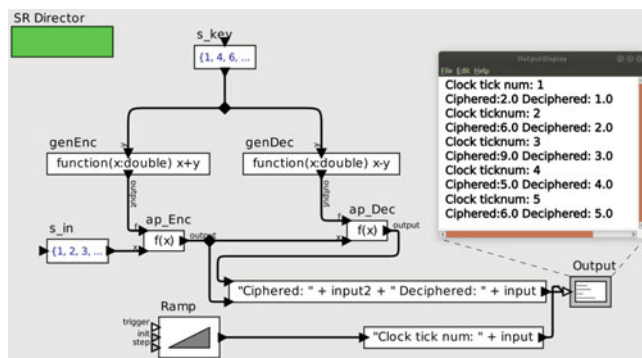 SR Director
s_key
{1, 4, 6, ...
OutputDisplay
File Edit Help
Clock tick num: 1
Ciphered:2.0 Deciphered: 1.0
Clock ticknum: 2
Ciphered:6.0 Deciphered: 2.0
Clock ticknum: 3
Ciphered:9.0 Deciphered: 3.0
Clock ticknum: 4
Ciphered:5.0 Deciphered: 4.0
Clock ticknum: 5
Ciphered:6.0 Deciphered: 5.0
genEnc
y
function(x:double) x+y
output
genDec
y
function(x:double) x-y
output
s_in
{1, 2, 3, ...
ap_Enc
f
x
f(x)
output
ap_Dec
f
x
f(x)
output
"Ciphered: " + input2 + " Deciphered: " + input
Output
Ramp
trigger
init
step
"Clock tick num: " + input